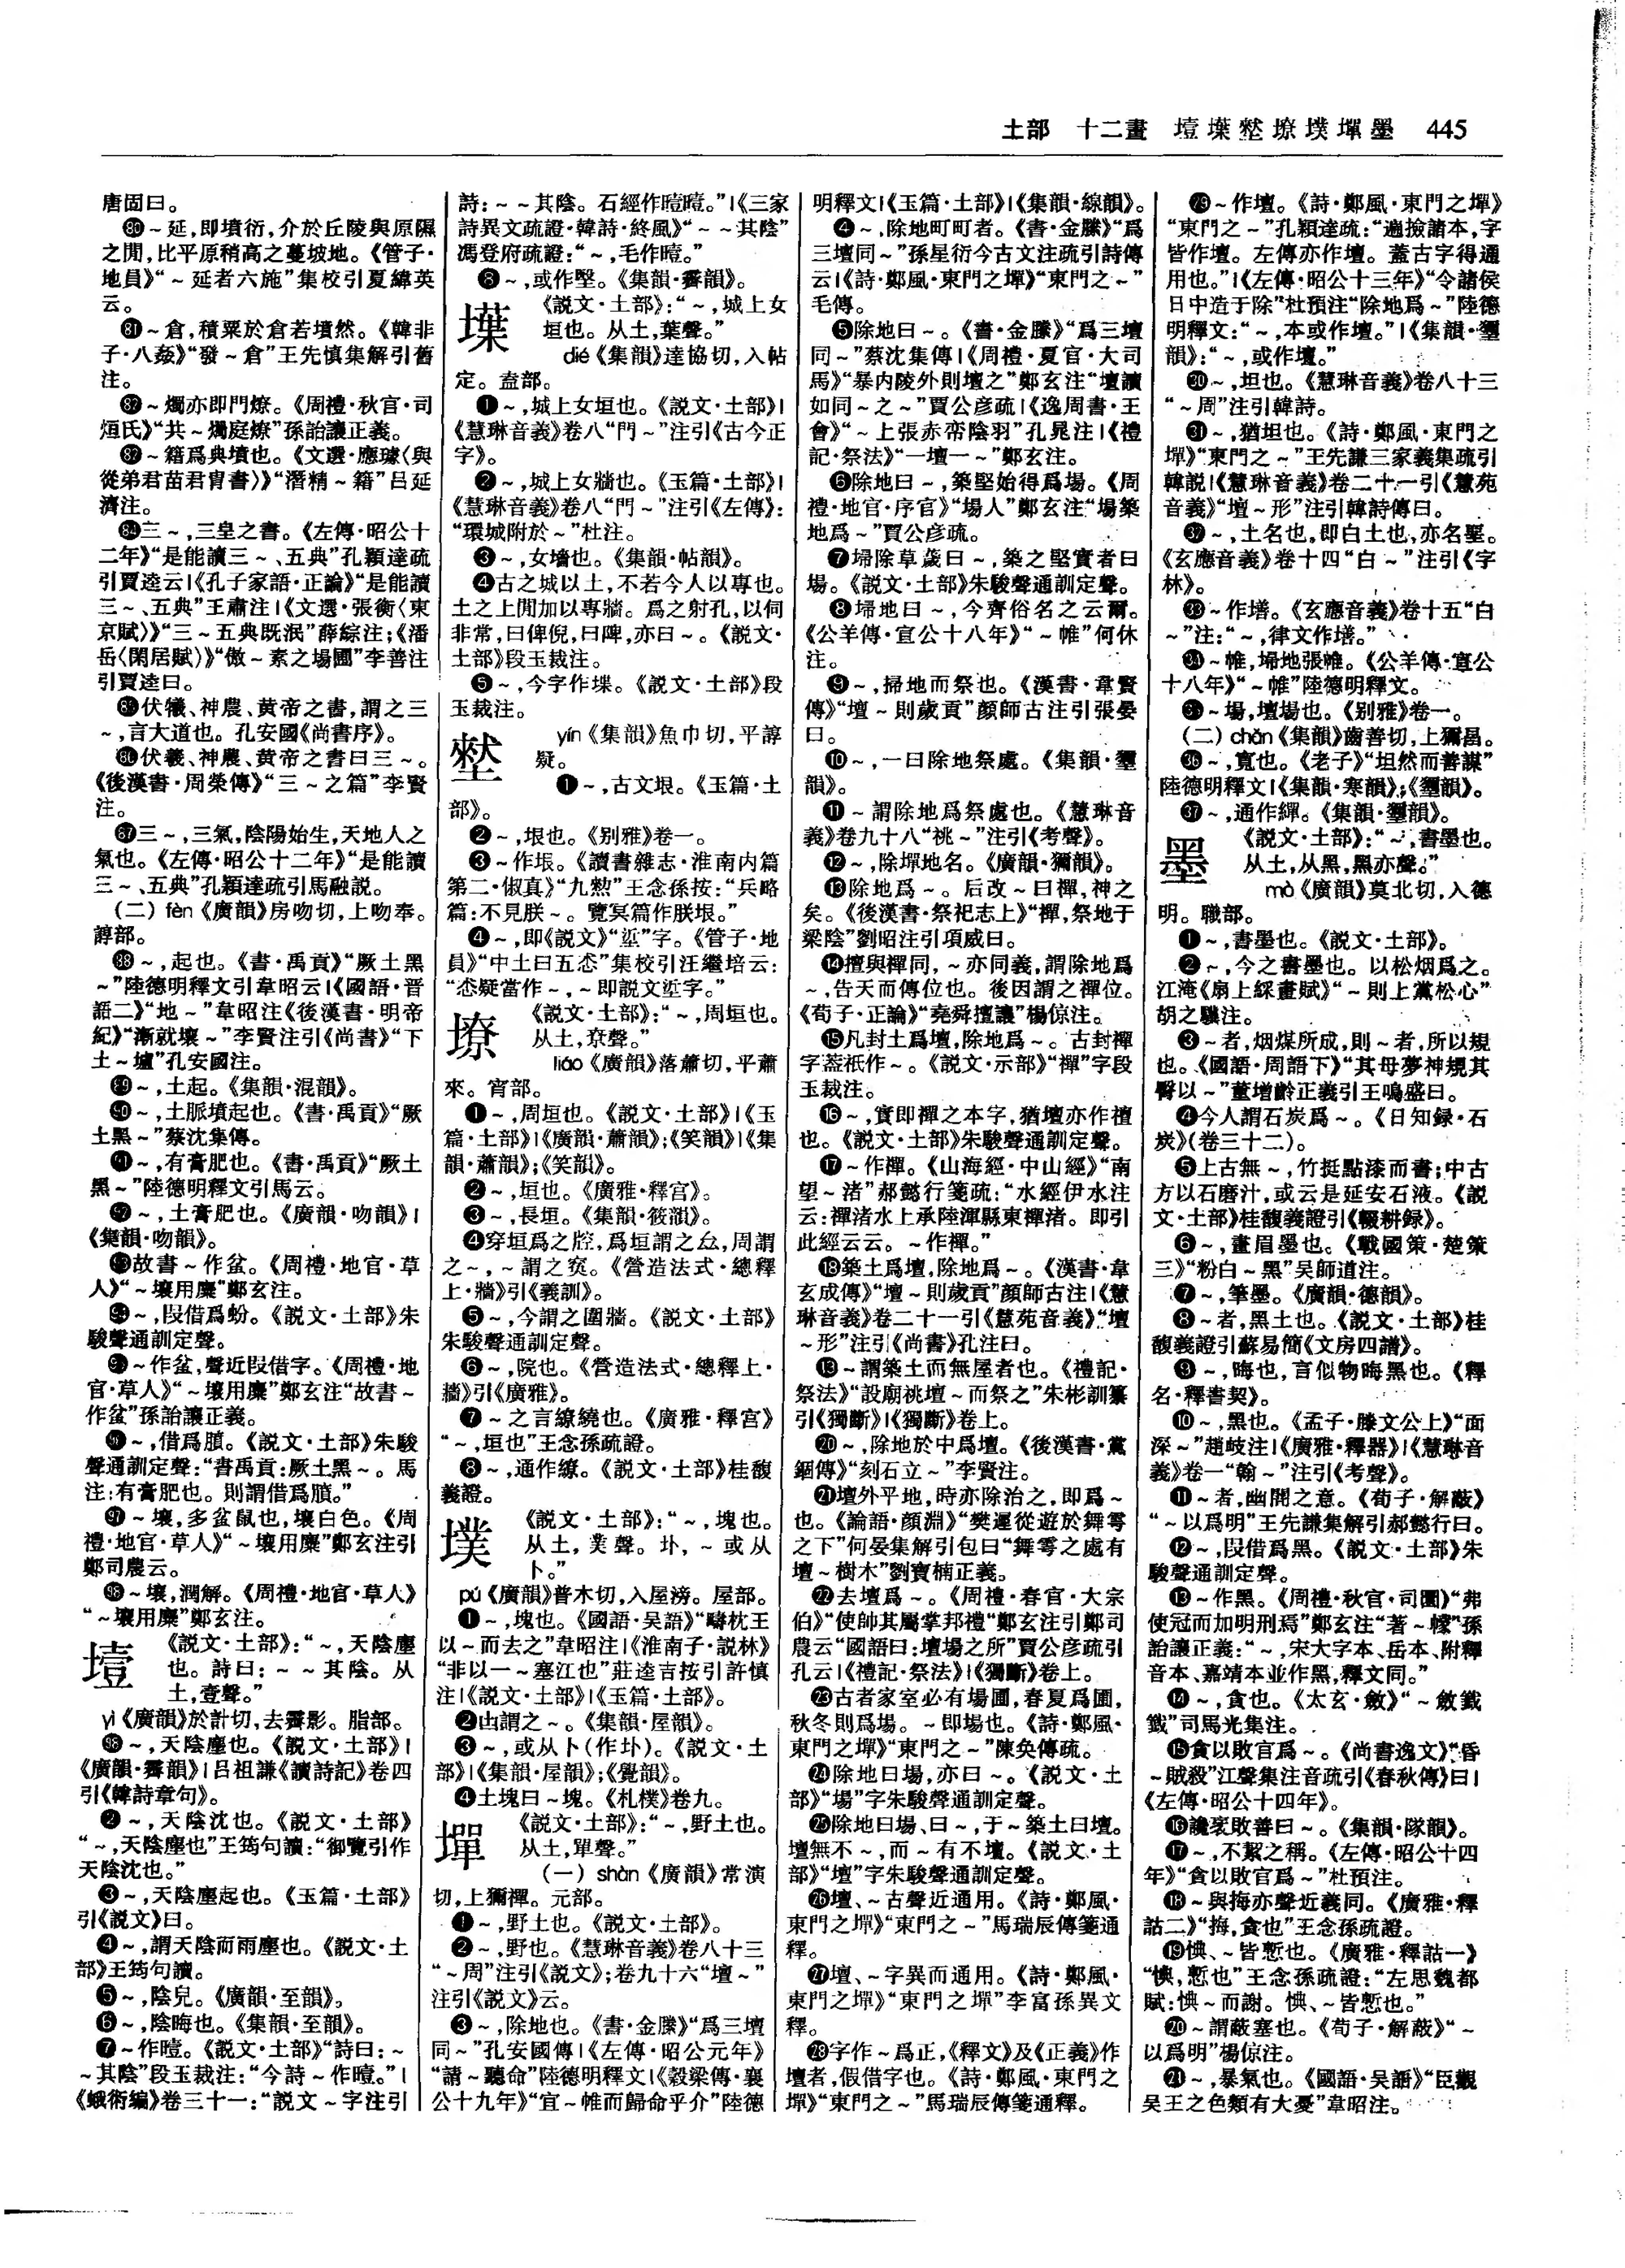 土部　十二畫　墤壈墪墩墣墠墨　445
唐固曰。
～延,即墳衍,介於丘陵與原隰
之間,比平原稍高之蔓坡地。《管子·
地員》“～延者六施”集校引夏緯英
云。
～倉,積粟於倉若墳然。《韓非
子·八姦》“發～倉”王先慎集解引舊
注。
～燭亦即門燎。《周禮·秋官·司
烜氏》“共～燭庭燎”孫詒讓正義。
～籍爲典墳也。《文選·應璩〈與
從弟君苗君胄書〉》“潛精～籍”吕延
濟注。
三～,三皇之書。《左傳·昭公十
二年》“是能讀三～、五典”孔穎達疏
引賈逵云|《孔子家語·正論》“是能讀
三～、五典”王肅注|《文選·張衡〈東
京賦〉》“三～五典既泯”薛綜注;《潘
岳〈閑居賦〉》“傲～素之場圃”李善注
引賈逵曰。
伏犧、神農、黄帝之書,謂之三
～,言大道也。孔安國《尚書序》。
伏羲、神農、黄帝之書曰三～。
《後漢書·周榮傳》“三～之篇”李賢
注。
三～,三氣,陰陽始生,天地人之
氣也。《左傳·昭公十二年》“是能讀
三～、五典”孔穎達疏引馬融説。
(二)fèn《廣韻》房吻切,上吻奉。
諄部。
～,起也。《書·禹貢》“厥土黑
～”陸德明釋文引韋昭云|《國語·晉
語二》“地～”韋昭注《後漢書·明帝
紀》“漸就壤～”李賢注引《尚書》“下
土～壚”孔安國注。
～,土起。《集韻·混韻》。
～,土脈墳起也。《書·禹貢》“厥
土黑～”蔡沈集傳。
～,有膏肥也。《書·禹貢》“厥土
黑～”陸德明釋文引馬云。
～,土膏肥也。《廣韻·吻韻》|
《集韻·吻韻》。
故書～作盆。《周禮·地官·草
人》“～壤用麋”鄭玄注。
～,叚借爲蚡。《説文·土部》朱
駿聲通訓定聲。
～作盆,聲近叚借字。《周禮·地
官·草人》“～壤用麋”鄭玄注“故書～
作盆”孫詒讓正義。
～,借爲膹。《説文·土部》朱駿
聲通訓定聲:“書禹貢:厥土黑～。馬
注:有膏肥也。則謂借爲膹。”
～壤,多盆鼠也,壤白色。《周
禮·地官·草人》“～壤用麋”鄭玄注引
鄭司農云。
～壤,潤解。《周禮·地官·草人》
“～壤用麋”鄭玄注。
墤《説文·土部》:“～,天陰塵
也。詩曰:～～其陰。从
土,壹聲。”
yì《廣韻》於計切,去霽影。脂部。
～,天陰塵也。《説文·土部》|
《廣韻·霽韻》|吕祖謙《讀詩記》卷四
引《韓詩章句》。
❷～,天陰沈也。《説文·土部》
“～,天陰塵也”王筠句讀:“御覽引作
天陰沈也。”
❸～,天陰塵起也。《玉篇·土部》
引《説文》曰。
❹～,謂天陰而雨塵也。《説文·土
部》王筠句讀。
❺～,陰皃。《廣韻·至韻》。
❻～,陰晦也。《集韻·至韻》。
❼～作曀。《説文·土部》“詩曰:～
～其陰”段玉裁注:“今詩～作曀。”|
《蛾術編》卷三十一:“説文～字注引
詩:～～其陰。石經作曀曀。”|《三家
詩異文疏證·韓詩·終風》“～～其陰”
馮登府疏證:“～,毛作曀。”
❽～,或作堅。《集韻·霽韻》。
《説文·土部》:“～,城上女
垣也。从土,葉聲。”
dié《集韻》達協切,入帖
定。盍部。
❶～,城上女垣也。《説文·土部》|
《慧琳音義》卷八“門～”注引《古今正
字》。
❷～,城上女牆也。《玉篇·土部》|
《慧琳音義》卷八“門～”注引《左傳》:
“環城附於～”杜注。
❸～,女墻也。《集韻·帖韻》。
❹古之城以土,不若今人以專也。
土之上閒加以專牆。爲之射孔,以伺
非常,曰俾倪,曰陴,亦曰～。《説文·
土部》段玉裁注。
❺～,今字作堞。《説文·土部》段
玉裁注。
yín《集韻》魚巾切,平諄
疑。
❶～,古文垠。《玉篇·土
部》。
❷～,垠也。《别雅》卷一。
❸～作垠。《讀書雜志·淮南内篇
第二·俶真》“九㙬”王念孫按:“兵略
篇:不見朕～。覽冥篇作朕垠。”
❹～,即《説文》“垽”字。《管子·地
員》“中土曰五怸”集校引汪繼培云:
“怸疑當作～,～即説文垽字。”
《説文·土部》:“～,周垣也。
从土,尞聲。”
liáo《廣韻》落蕭切,平蕭
來。宵部。
❶～,周垣也。《説文·土部》|《玉
篇·土部》|《廣韻·蕭韻》;《笑韻》|《集
韻·蕭韻》;《笑韻》。
❷～,垣也。《廣雅·釋宫》。
❸～,長垣。《集韻·筱韻》。
❹穿垣爲之腔,爲垣謂之厽,周謂
之～,～謂之㝌。《營造法式·總釋
上·牆》引《義訓》。
❺～,今謂之圍牆。《説文·土部》
朱駿聲通訓定聲。
❻～,院也。《營造法式·總釋上·
牆》引《廣雅》。
❼～之言繚繞也。《廣雅·釋宫》
“～,垣也”王念孫疏證。
❽～,通作繚。《説文·土部》桂馥
義證。
墣《説文·土部》:“～,塊也。
从土,菐聲。圤,～或从
卜。”
pú《廣韻》普木切,入屋滂。屋部。
❶～,塊也。《國語·吴語》“疇枕王
以～而去之”韋昭注|《淮南子·説林》
“非以一～塞江也”莊逵吉按引許慎
注|《説文·土部》|《玉篇·土部》。
❷凷謂之～。《集韻·屋韻》。
❸～,或从卜(作圤)。《説文·土
部》|《集韻·屋韻》;《覺韻》。
❹土塊曰～塊。《札樸》卷九。
墠《説文·土部》:“～,野土也。
从土,單聲。”
(一)shàn《廣韻》常演
切,上獮禪。元部。
❶～,野土也。《説文·土部》。
❷～,野也。《慧琳音義》卷八十三
“～周”注引《説文》;卷九十六“壇～”
注引《説文》云。
❸～,除地也。《書·金縢》“爲三壇
同～”孔安國傳|《左傳·昭公元年》
“請～聽命”陸德明釋文|《穀梁傳·襄
公十九年》“宜～帷而歸命乎介”陸德
明釋文|《玉篇·土部》|《集韻·線韻》。
❹～,除地町町者。《書·金縢》“爲
三壇同～”孫星衍今古文注疏引詩傳
云|《詩·鄭風·東門之墠》“東門之～”
毛傳。
❺除地曰～。《書·金縢》“爲三壇
同～”蔡沈集傳|《周禮·夏官·大司
馬》“暴内陵外則壇之”鄭玄注“壇讀
如同～之～”賈公彦疏|《逸周書·王
會》“～上張赤帟陰羽”孔晁注|《禮
記·祭法》“一壇一～”鄭玄注。
❻除地曰～,築堅始得爲場。《周
禮·地官·序官》“場人”鄭玄注“場築
地爲～”賈公彦疏。
❼埽除草薉曰～,築之堅實者曰
場。《説文·土部》朱駿聲通訓定聲。
❽埽地曰～,今齊俗名之云爾。
《公羊傳·宣公十八年》“～帷”何休
注。
❾～,掃地而祭也。《漢書·韋賢
傳》“壇～則歲貢”顔師古注引張晏
曰。
❿～,一曰除地祭處。《集韻·㺀
韻》。
⓫～謂除地爲祭處也。《慧琳音
義》卷九十八“祧～”注引《考聲》。
⓬～,除墠地名。《廣韻·獮韻》。
⓭除地爲～。后改～曰禪,神之
矣。《後漢書·祭祀志上》“禪,祭地于
梁陰”劉昭注引項威曰。
⓮擅與禪同,～亦同義,謂除地爲
～,告天而傳位也。後因謂之禪位。
《荀子·正論》“堯舜擅讓”楊倞注。
⓯凡封土爲壇,除地爲～。古封禪
字葢衹作～。《説文·示部》“禪”字段
玉裁注。
⓰～,實即禪之本字,猶壇亦作禮
也。《説文·土部》朱駿聲通訓定聲。
⓱～作禪。《山海經·中山經》“南
望～渚”郝懿行箋疏:“水經伊水注
云:禪渚水上承陸渾縣東禪渚。即引
此經云云。～作禪。”
⓲築土爲壇,除地爲～。《漢書·韋
玄成傳》“壇～則歲貢”顔師古注|《慧
琳音義》卷二十一引《慧苑音義》“壇
～形”注引《尚書》孔注曰。
～謂築土而無屋者也。《禮記·
祭法》“設廟祧壇～而祭之”朱彬訓纂
引《獨斷》|《獨斷》卷上。
⓴～,除地於中爲壇。《後漢書·黨
錮傳》“刻石立～”李賢注。
㉑壇外平地,時亦除治之,即爲～
也。《論語·顔淵》“樊遲從遊於舞雩
之下”何晏集解引包曰“舞雩之處有
壇～樹木”劉寶楠正義。
㉒去壇爲～。《周禮·春官·大宗
伯》“使帥其屬掌邦禮”鄭玄注引鄭司
農云“國語曰:壇場之所”賈公彦疏引
孔云|《禮記·祭法》|《獨斷》卷上。
㉓古者家室必有場圃,春夏爲圃,
秋冬則爲場。～即場也。《詩·鄭風·
東門之墠》“東門之～”陳奂傳疏。
㉔除地曰場,亦曰～。《説文·土
部》“場”字朱駿聲通訓定聲。
㉕除地曰場、曰～,于～築土曰壇。
壇無不～,而～有不壇。《説文·土
部》“壇”字朱駿聲通訓定聲。
㉖壇、～古聲近通用。《詩·鄭風·
東門之墠》“東門之～”馬瑞辰傳箋通
釋。
㉗壇、～字異而通用。《詩·鄭風·
東門之墠》“東門之墠”李富孫異文
釋。
㉘字作～爲正,《釋文》及《正義》作
壇者,假借字也。《詩·鄭風·東門之
墠》“東門之～”馬瑞辰傳箋通釋。
㉙～作壇。《詩·鄭風·東門之墠》
“東門之～”孔穎達疏:“遍撿諸本,字
皆作壇。左傳亦作壇。蓋古字得通
用也。”|《左傳·昭公十三年》“令諸侯
日中造于除”杜預注“除地爲～”陸德
明釋文:“～,本或作壇。”|《集韻·㺀
韻》:“～,或作壇。”
㉚～,坦也。《慧琳音義》卷八十三
“～周”注引韓詩。
㉛～,猶坦也。《詩·鄭風·東門之
墠》“東門之～”王先謙三家義集疏引
韓説|《慧琳音義》卷二十一引《慧苑
音義》“壇～形”注引韓詩傳曰。
～,土名也,即白土也,亦名堊。
《玄應音義》卷十四“白～”注引《字
林》。
㉝～作墡。《玄應音義》卷十五“白
～”注:“～,律文作墡。”
㉞～帷,埽地張帷。《公羊傳·宣公
十八年》“～帷”陸德明釋文。
～場,壇場也。《别雅》卷一。
(二)chǎn《集韻》齒善切,上獮昌。
㊱～,寬也。《老子》“坦然而善謀”
陸德明釋文|《集韻·寒韻》;《㺀韻》。
㊲～,通作繟。《集韻·㺀韻》。
墨《説文·土部》:“～,書墨也。
从土,从黑,黑亦聲。”
mò《廣韻》莫北切,入德
明。職部。
❶～,書墨也。《説文·土部》。
❷～,今之書墨也。以松烟爲之。
江淹《扇上綵畫賦》“～則上黨松心”
胡之驥注。
❸～者,烟煤所成,則～者,所以規
也。《國語·周語下》“其母夢神規其
臀以～”董增齡正義引王鳴盛曰。
❹今人謂石炭爲～。《日知録·石
炭》(卷三十二)。
❺上古無～,竹挺點漆而書;中古
方以石磨汁,或云是延安石液。《説
文·土部》桂馥義證引《輟耕録》。
❻～,畫眉墨也。《戰國策·楚策
三》“粉白～黑”吴師道注。
❼～,筆墨。《廣韻·德韻》。
❽～者,黑土也。《説文·土部》桂
馥義證引蘇易簡《文房四譜》。
❾～,晦也,言似物晦黑也。《釋
名·釋書契》。
❿～,黑也。《孟子·滕文公上》“面
深～”趙岐注|《廣雅·釋器》|《慧琳音
義》卷一“翰～”注引《考聲》。
⓫～者,幽闇之意。《荀子·解蔽》
“～以爲明”王先謙集解引郝懿行曰。
⓬～,叚借爲黑。《説文·土部》朱
駿聲通訓定聲。
⓭～作黑。《周禮·秋官·司圜》“弗
使冠而加明刑焉”鄭玄注“著～幪”孫
詒讓正義:“～,宋大字本、岳本、附釋
音本、嘉靖本並作黑,釋文同。”
⓮～,貪也。《太玄·斂》“～斂韱
韱”司馬光集注。
⓯貪以敗官爲～。《尚書逸文》“昏
～賊殺”江聲集注音疏引《春秋傳》曰|
《左傳·昭公十四年》。
⓰讒衺敗善曰～。《集韻·隊韻》。
⓱～,不絜之稱。《左傳·昭公十四
年》“貪以敗官爲～”杜預注。
⓲～與挴亦聲近義同。《廣雅·釋
詁二》“挴,貪也”王念孫疏證。
⓳㥏、～皆慙也。《廣雅·釋詁一》
“㥏,慙也”王念孫疏證:“左思魏都
賦:㥏～而謝。㥏、～皆慙也。”
⓴～謂蔽塞也。《荀子·解蔽》“～
以爲明”楊倞注。
㉑～,暴氣也。《國語·吴語》“臣觀
吴王之色類有大憂”韋昭注。